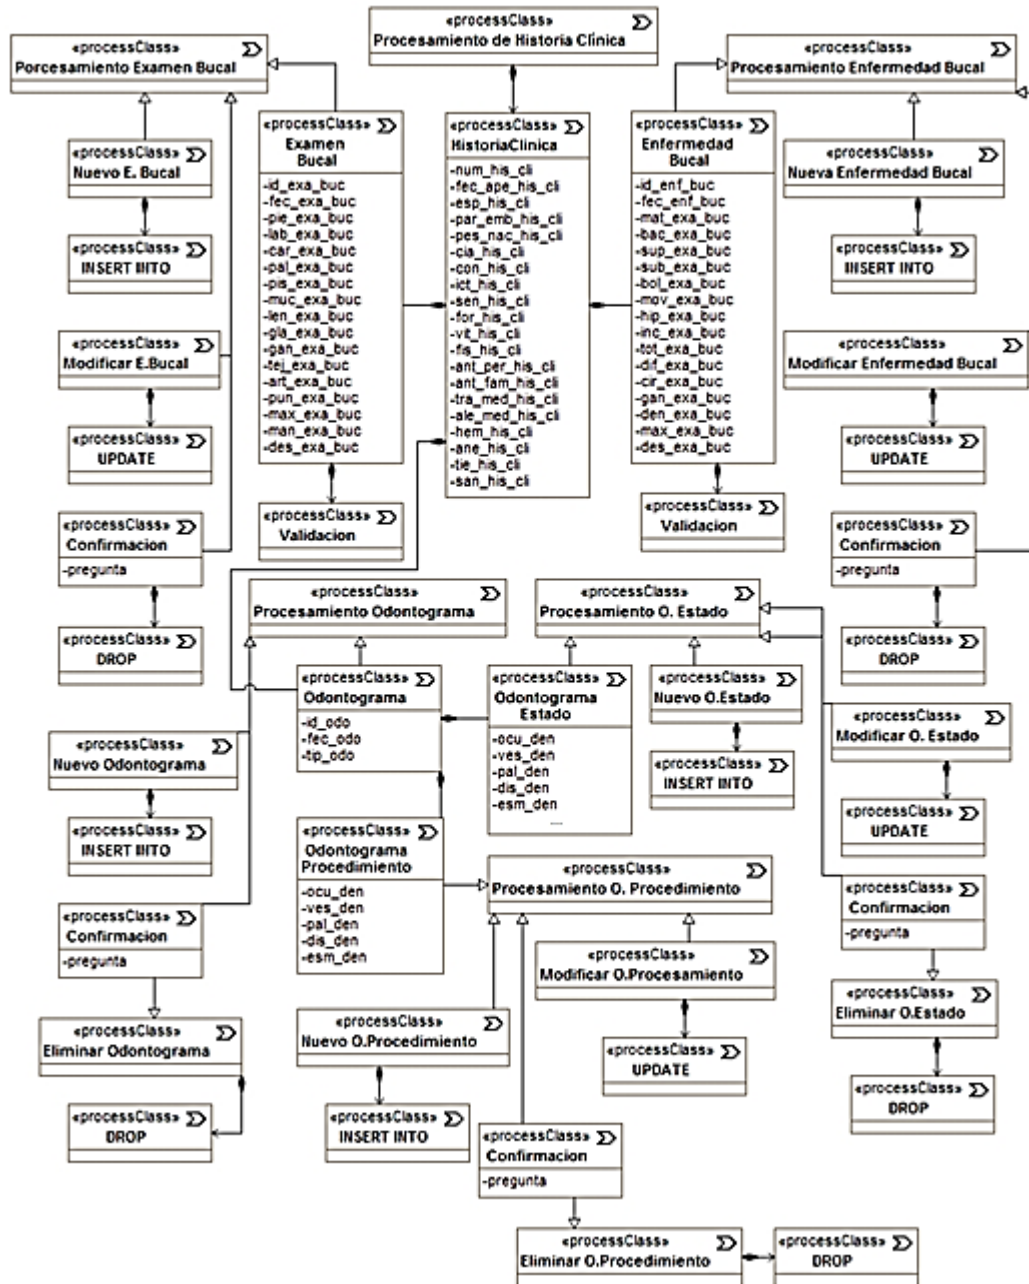 «processClass»
Procesamiento de Historia Clínica
«processClass»
Porcesamiento Examen Bucal
«processClass»
Procesamiento Enfermedad Bucal
«processClass»
Nuevo E. Bucal
«processClass»
INSERT INTO
«processClass»
Modificar E.Bucal
«processClass»
UPDATE
«processClass»
Confirmacion
-pregunta
«processClass»
DROP
«processClass»
Examen
Bucal
-id_exa_buc
-fec_exa_buc
-pie_exa_buc
-lab_exa_buc
-car_exa_buc
-pal_exa_buc
-pis_exa_buc
-muc_exa_buc
-len_exa_buc
-gla_exa_buc
-gan_exa_buc
-tej_exa_buc
-art_exa_buc
-pun_exa_buc
-max_exa_buc
-man_exa_buc
-des_exa_buc
«processClass»
Validacion
«processClass»
HistoriaClinica
-num_his_cli
-fec_ape_his_cli
-esp_his_cli
-par_emb_his_cli
-pes_nac_his_cli
-cia_his_cli
-con_his_cli
-ict_his_cli
-sen_his_cli
-for_his_cli
-vit_his_cli
-fis_his_cli
-ant_per_his_cli
-ant_fam_his_cli
-tra_med_his_cli
-ale_med_his_cli
-hem_his_cli
-ane_his_cli
-tie_his_cli
-san_his_cli
«processClass»
Enfermedad
Bucal
-id_enf_buc
-fec_enf_buc
-mat_exa_buc
-bac_exa_buc
-sup_exa_buc
-sub_exa_buc
-bol_exa_buc
-mov_exa_buc
-hip_exa_buc
-inc_exa_buc
-tot_exa_buc
-dif_exa_buc
-cir_exa_buc
-gan_exa_buc
-den_exa_buc
-max_exa_buc
-des_exa_buc
«processClass»
Validacion
«processClass»
Nueva Enfermedad Bucal
«processClass»
INSERT INTO
«processClass»
Modificar Enfermedad Bucal
«processClass»
UPDATE
«processClass»
Confirmacion
-pregunta
«processClass»
DROP
«processClass»
Procesamiento Odontograma
«processClass»
Procesamiento O. Estado
«processClass»
Odontograma
-id_odo
-fec_odo
-tip_odo
«processClass»
Odontograma
Estado
-ocu_den
-ves_den
-pal_den
-dis_den
-esm_den
...
«processClass»
Nuevo O.Estado
«processClass»
INSERT INTO
«processClass»
Modificar O. Estado
«processClass»
UPDATE
«processClass»
Nuevo Odontograma
«processClass»
INSERT INTO
«processClass»
Odontograma
Procedimiento
-ocu_den
-ves_den
-pal_den
-dis_den
-esm_den
«processClass»
Procesamiento O. Procedimiento
«processClass»
Confirmacion
-pregunta
«processClass»
Confirmacion
-pregunta
«processClass»
Modificar O.Procesamiento
«processClass»
UPDATE
«processClass»
Eliminar O.Estado
«processClass»
DROP
«processClass»
Eliminar Odontograma
«processClass»
DROP
«processClass»
Nuevo O.Procedimiento
«processClass»
INSERT INTO
«processClass»
Confirmacion
-pregunta
«processClass»
Eliminar O.Procedimiento
«processClass»
DROP